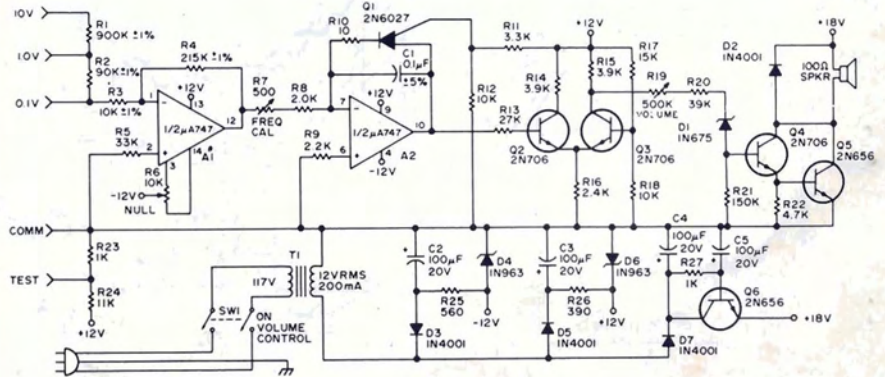 10V
R1
900K ±1%
1.0V
R2
90K ±1%
0.1V
R3
10K ±1%
R4
215K ±1%
+12V
13
1
-
1/2µA747
12
2
+
3
14
A1
R5
33K
R6
10K
-12V
NULL
R7
500
FREQ
CAL
R8
2.0K
R9
2.2K
R10
10
Q1
2N6027
C1
0.1µF
±5%
+12V
9
7
-
1/2µA747
10
6
+
A2
4
-12V
R11
3.3K
R12
10K
R13
27K
R14
3.9K
+12V
R15
3.9K
R17
15K
Q2
2N706
Q3
2N706
R16
2.4K
R18
10K
R19
500K
VOLUME
R20
39K
D1
1N675
R21
150K
D2
1N4001
+18V
100Ω
SPKR
Q4
2N706
Q5
2N656
R22
4.7K
COMM
R23
1K
TEST
R24
11K
+12V
T1
117V
12VRMS
200mA
SW1
ON
VOLUME
CONTROL
C2
100µF
20V
D4
1N963
R25
560
-12V
D3
1N4001
C3
100µF
20V
D6
1N963
R26
390
+12V
D5
1N4001
C4
100µF
20V
C5
100µF
20V
R27
1K
Q6
2N656
+18V
D7
1N4001